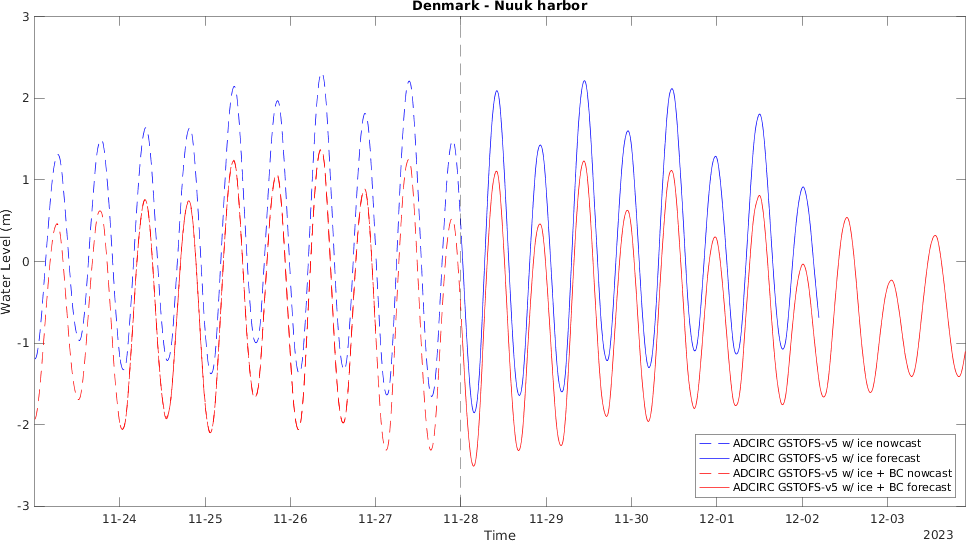 Denmark - Nuuk harbor
3
2
1
0
-1
-2
-3
Water Level (m)
11-24
11-25
11-26
11-27
11-28
11-29
11-30
12-01
12-02
12-03
Time
2023
ADCIRC GSTOFS-v5 w/ ice nowcast
ADCIRC GSTOFS-v5 w/ ice forecast
ADCIRC GSTOFS-v5 w/ ice + BC nowcast
ADCIRC GSTOFS-v5 w/ ice + BC forecast